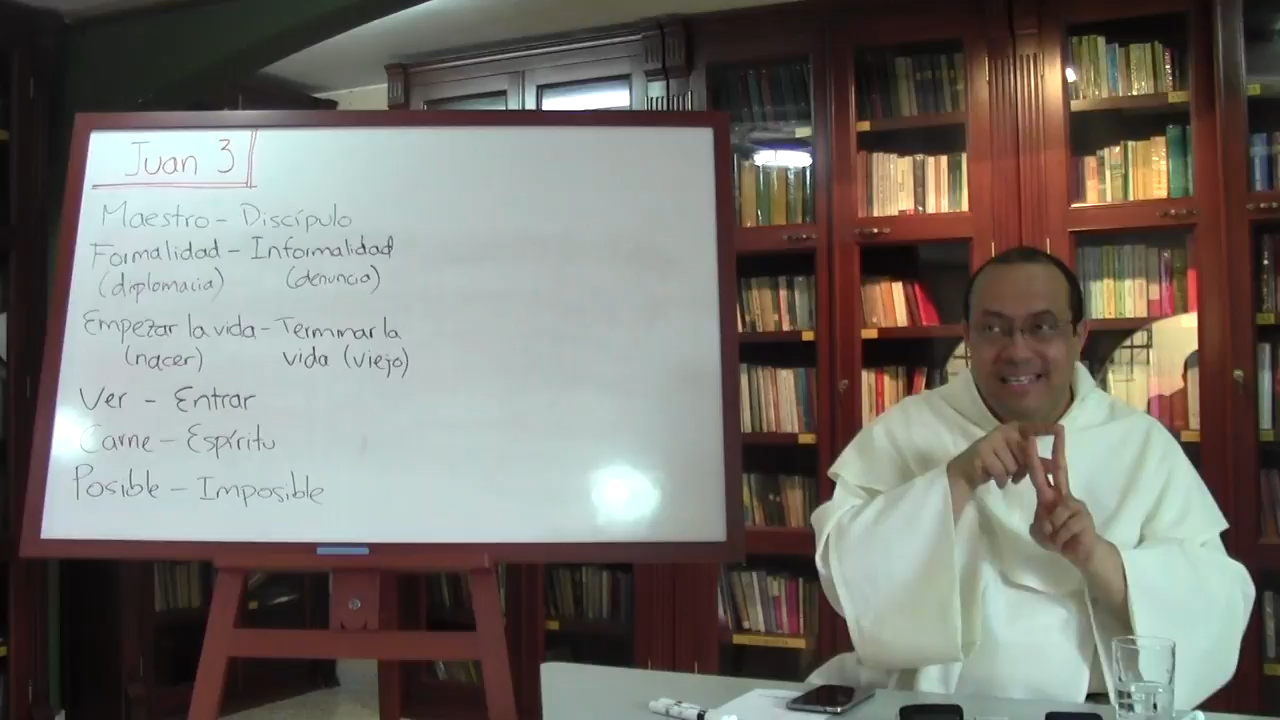 Juan 3
Maestro - Discípulo
Formalidad - Informalidad
(diplomacia) (denuncia)
Empezar la vida - Terminar la
(nacer) vida (viejo)
Ver - Entrar
Carne - Espíritu
Posible - Imposible